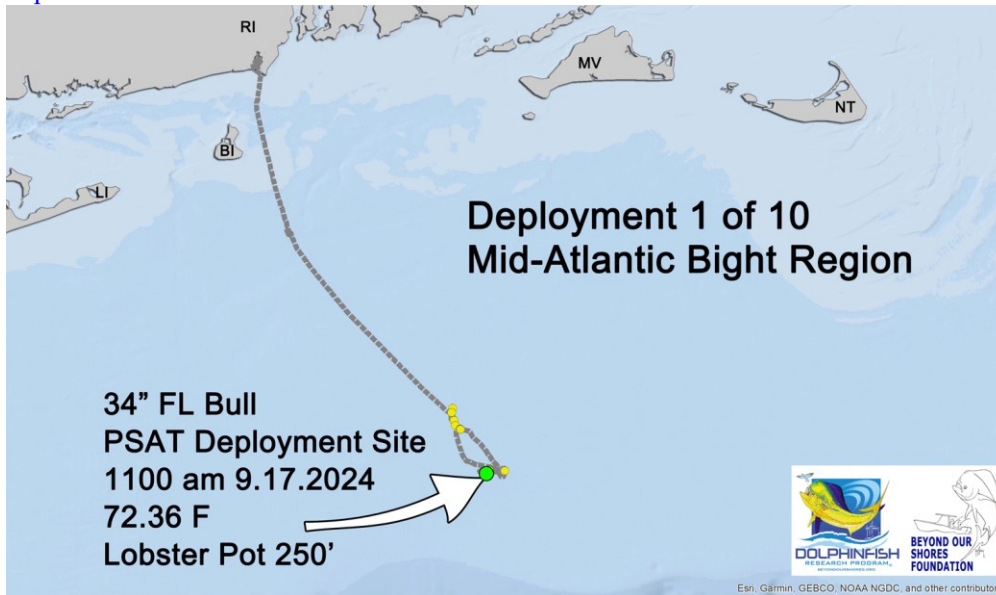 RI
MV
NT
BI
LI
Deployment 1 of 10
Mid-Atlantic Bight Region
34” FL Bull
PSAT Deployment Site
1100 am 9.17.2024
72.36 F
Lobster Pot 250’
DOLPHINFISH
RESEARCH PROGRAM
BEYONDOURSHORES.ORG
BEYOND OUR
SHORES
FOUNDATION
Esri, Garmin, GEBCO, NOAA NGDC, and other contributor